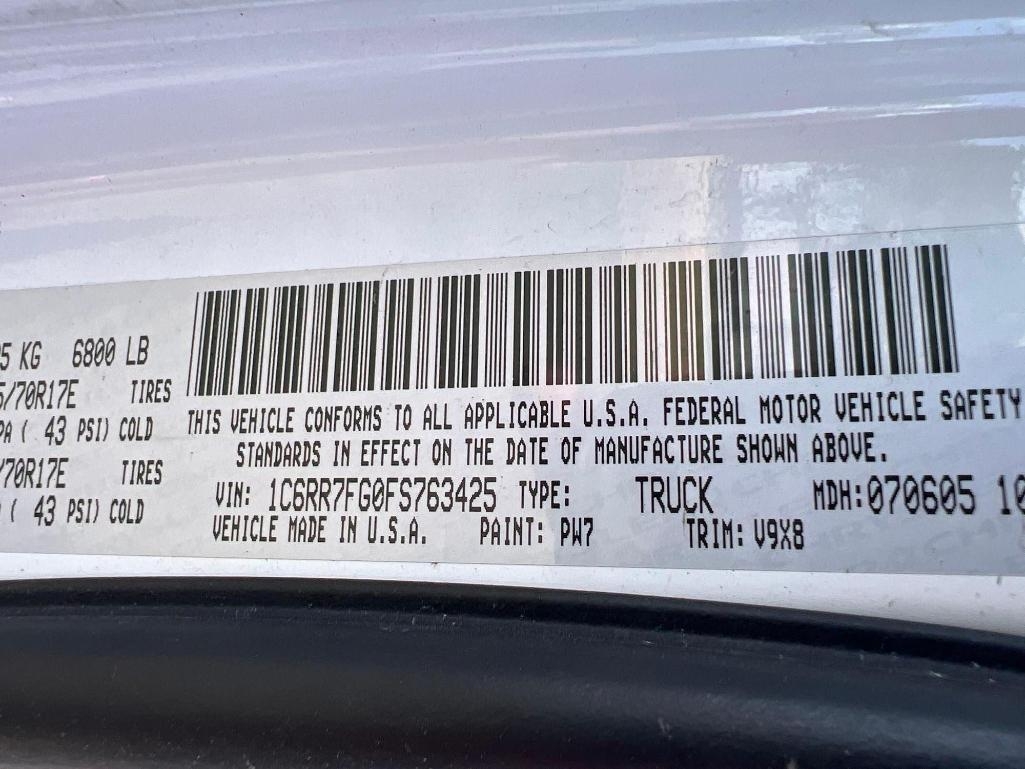 5 KG 6800 LB
/70R17E TIRES
PA ( 43 PSI) COLD
/70R17E TIRES
( 43 PSI) COLD
THIS VEHICLE CONFORMS TO ALL APPLICABLE U.S.A. FEDERAL MOTOR VEHICLE SAFETY
STANDARDS IN EFFECT ON THE DATE OF MANUFACTURE SHOWN ABOVE.
VIN: 1C6RR7FG0FS763425 TYPE: TRUCK MDH:070605 10
VEHICLE MADE IN U.S.A. PAINT: PW7 TRIM: V9X8